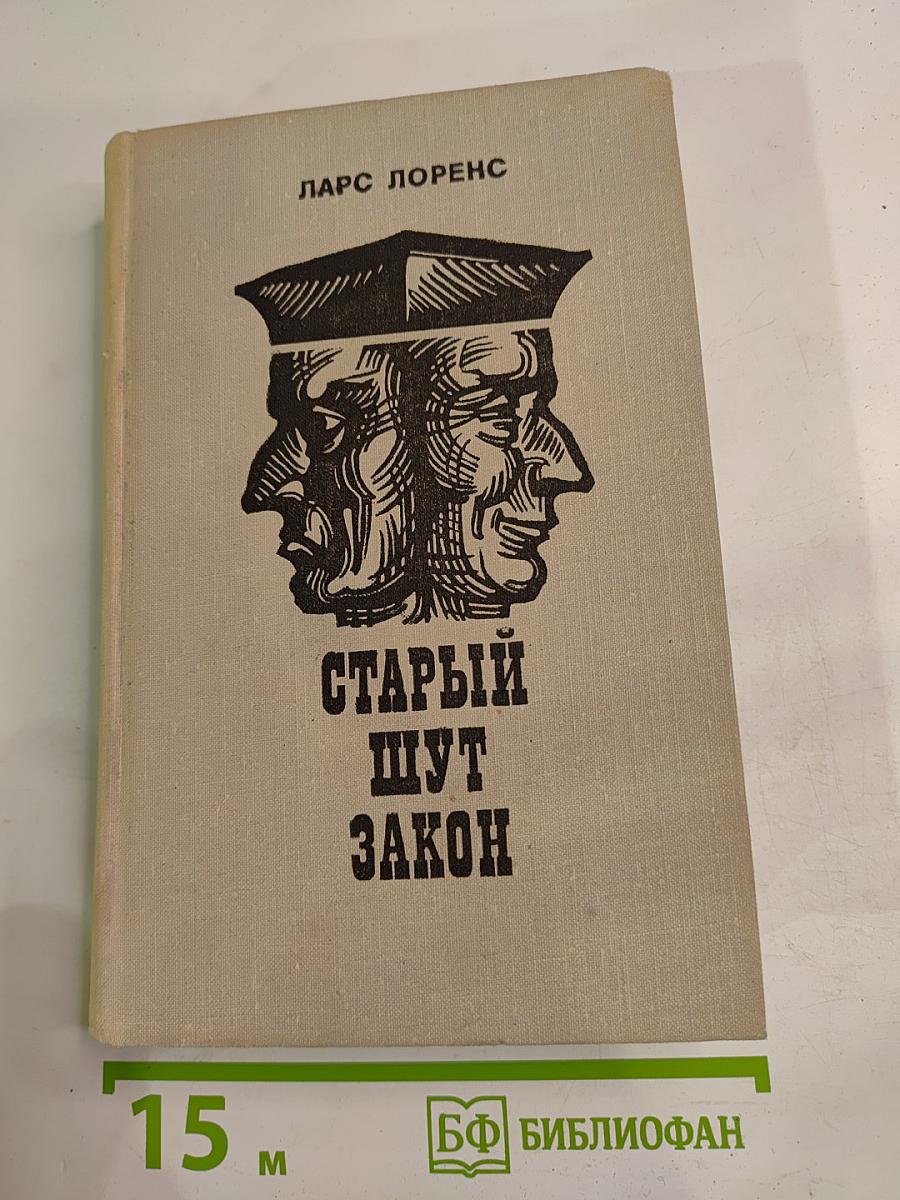 ЛАРС ЛОРЕНС
СТАРЫЙ
ШУТ
ЗАКОН
15 м
БФ БИБЛИОФАН